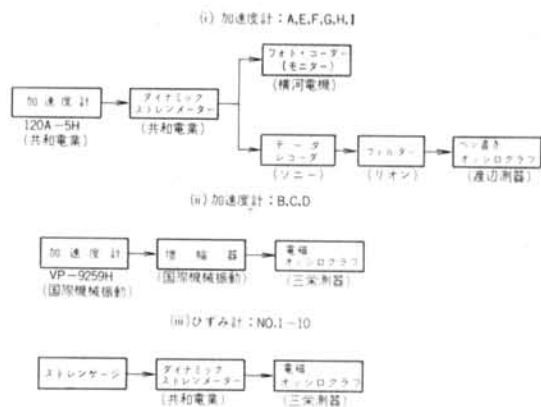 (i) 加速度計：A,E,F,G,H,I
フォト・コーダー
(モニター)
(横河電機)
加速度計
120A-5H
(共和電業)
ダイナミック
ストレンメーター
(共和電業)
データ
レコーダ
(ソニー)
フィルター
(リオン)
ペン書き
オッシログラフ
(渡辺測器)
(ii) 加速度計：B,C,D
加速度計
VP-9259H
(国際機械振動)
増幅器
(国際機械振動)
電磁
オッシログラフ
(三栄測器)
(iii) ひずみ計：NO.1-10
ストレンゲージ
ダイナミック
ストレンメーター
(共和電業)
電磁
オッシログラフ
(三栄測器)